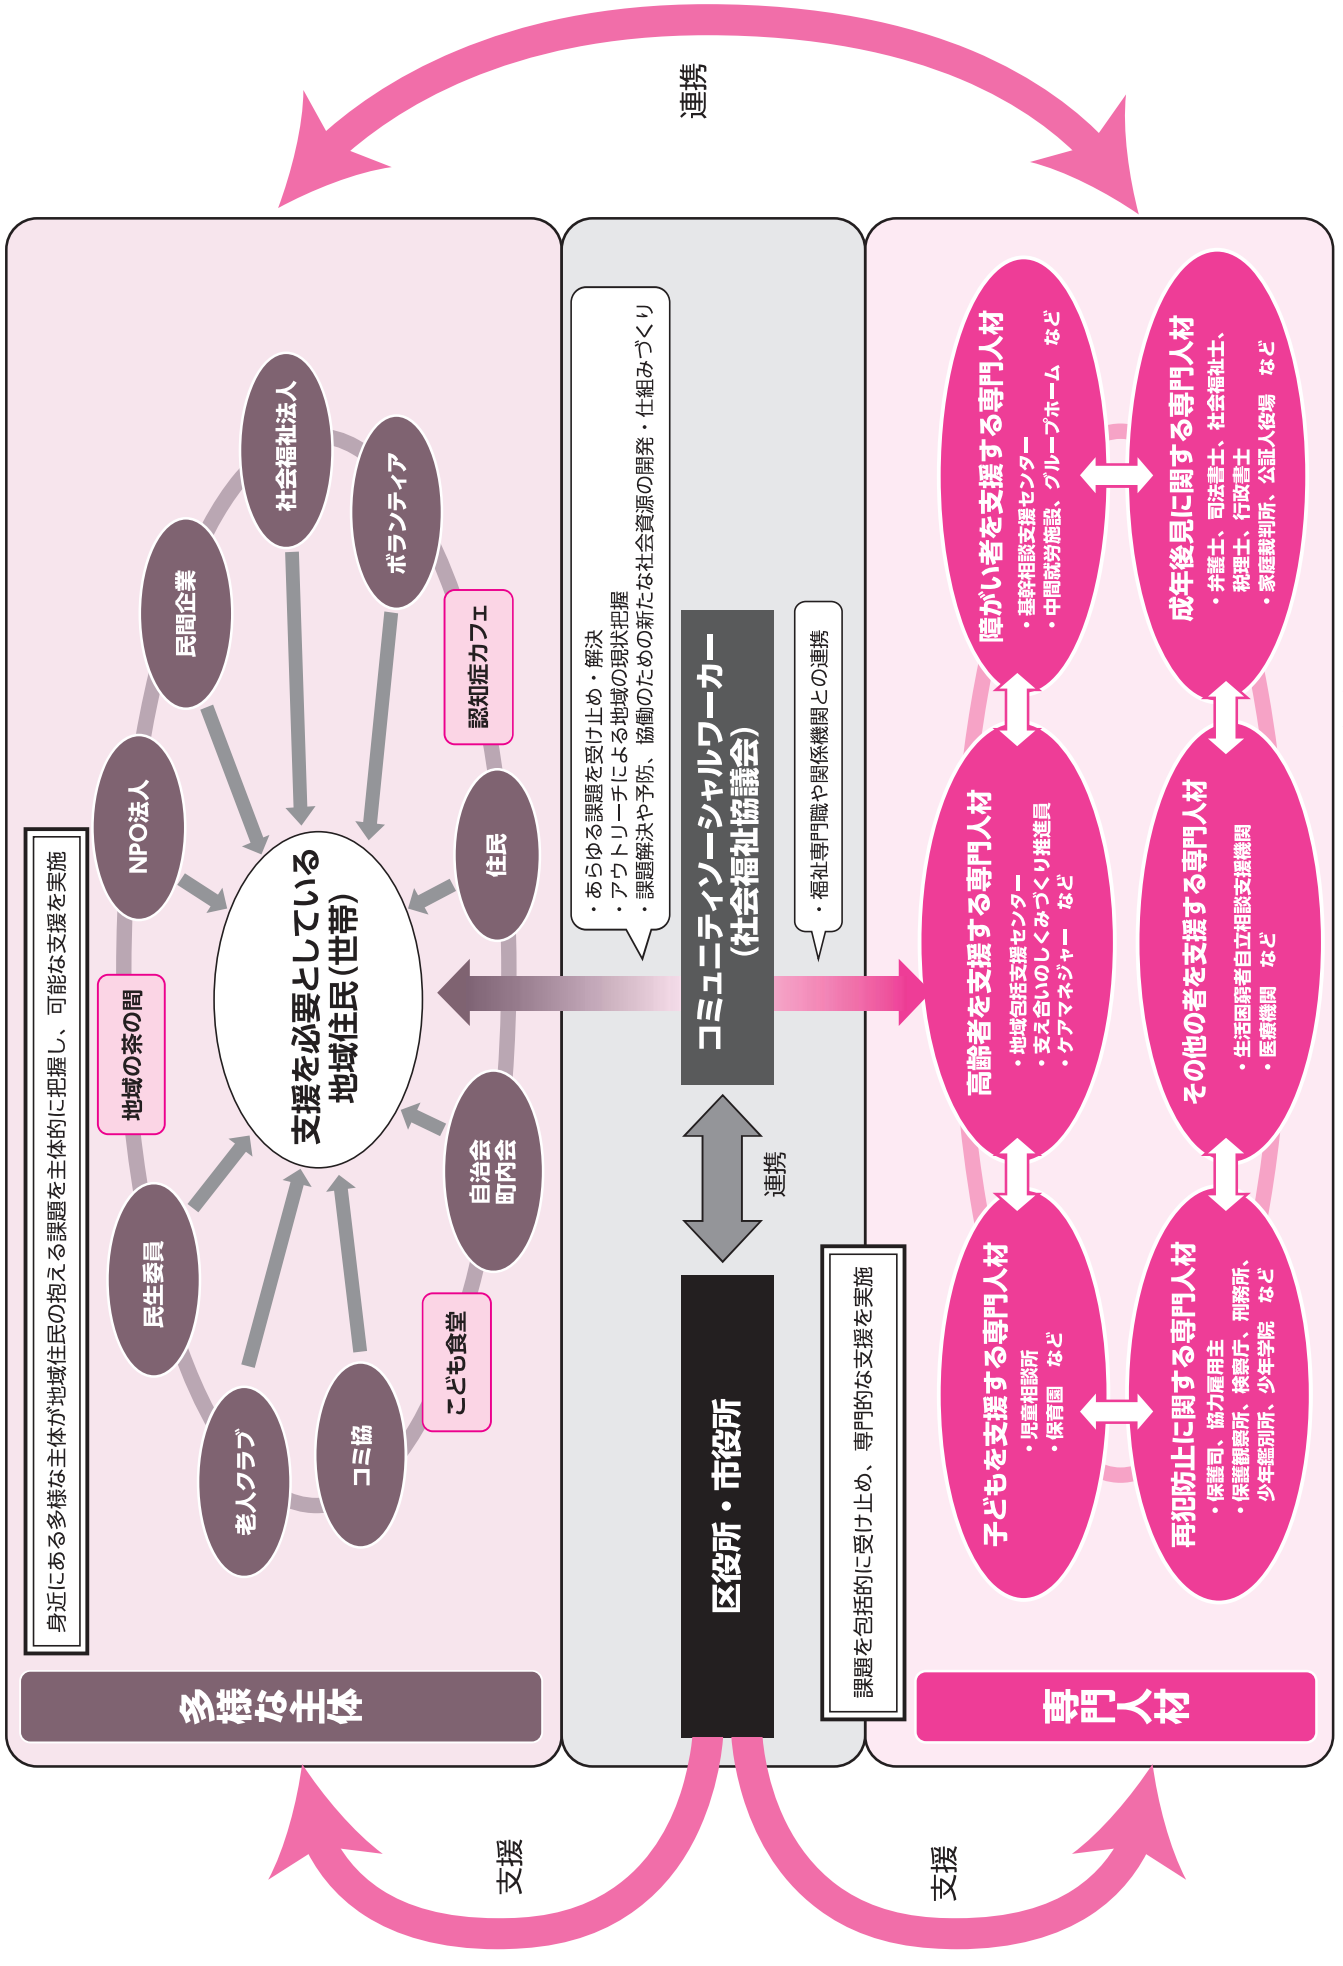 多様な主体
身近にある多様な主体が地域住民の抱える課題を主体的に把握し、可能な支援を実施
地域の茶の間
NPO法人
民生委員
民間企業
老人クラブ
社会福祉法人
支援を必要としている
地域住民（世帯）
コミ協
ボランティア
こども食堂
自治会
町内会
住民
認知症カフェ
・あらゆる課題を受け止め・解決
・アウトリーチによる地域の現状把握
・課題解決や予防、協働のための新たな社会資源の開発・仕組みづくり
区役所・市役所
連携
コミュニティソーシャルワーカー
（社会福祉協議会）
・福祉専門職や関係機関との連携
支援
支援
連携
専門人材
課題を包括的に受け止め、専門的な支援を実施
子どもを支援する専門人材
・児童相談所
・保育園　など
高齢者を支援する専門人材
・地域包括支援センター
・支え合いのしくみづくり推進員
・ケアマネジャー　など
障がい者を支援する専門人材
・基幹相談支援センター
・中間就労施設、グループホーム　など
再犯防止に関する専門人材
・保護司、協力雇用主
・保護観察所、検察庁、刑務所、
少年鑑別所、少年学院　など
その他の者を支援する専門人材
・生活困窮者自立相談支援機関
・医療機関　など
成年後見に関する専門人材
・弁護士、司法書士、社会福祉士、
税理士、行政書士
・家庭裁判所、公証人役場　など